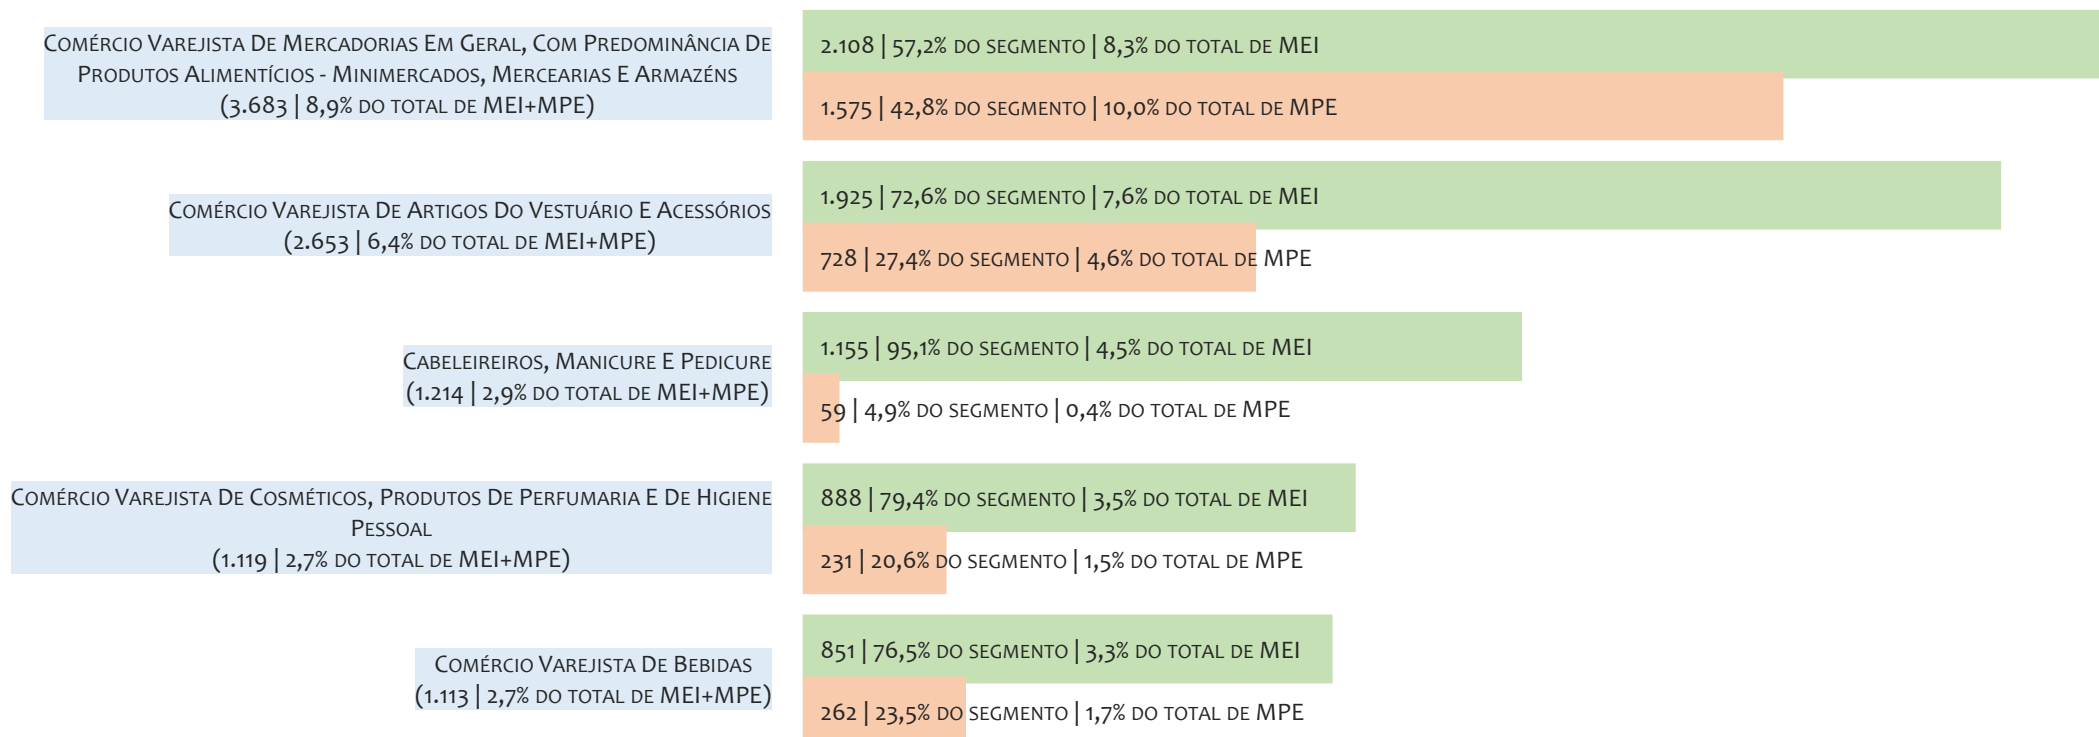 Comércio Varejista De Mercadorias Em Geral, Com Predominância De
Produtos Alimentícios - Minimercados, Mercearias E Armazéns
(3.683 | 8,9% do total de MEI+MPE)
2.108 | 57,2% do segmento | 8,3% do total de MEI
1.575 | 42,8% do segmento | 10,0% do total de MPE
Comércio Varejista De Artigos Do Vestuário E Acessórios
(2.653 | 6,4% do total de MEI+MPE)
1.925 | 72,6% do segmento | 7,6% do total de MEI
728 | 27,4% do segmento | 4,6% do total de MPE
Cabeleireiros, Manicure E Pedicure
(1.214 | 2,9% do total de MEI+MPE)
1.155 | 95,1% do segmento | 4,5% do total de MEI
59 | 4,9% do segmento | 0,4% do total de MPE
Comércio Varejista De Cosméticos, Produtos De Perfumaria E De Higiene
Pessoal
(1.119 | 2,7% do total de MEI+MPE)
888 | 79,4% do segmento | 3,5% do total de MEI
231 | 20,6% do segmento | 1,5% do total de MPE
Comércio Varejista De Bebidas
(1.113 | 2,7% do total de MEI+MPE)
851 | 76,5% do segmento | 3,3% do total de MEI
262 | 23,5% do segmento | 1,7% do total de MPE